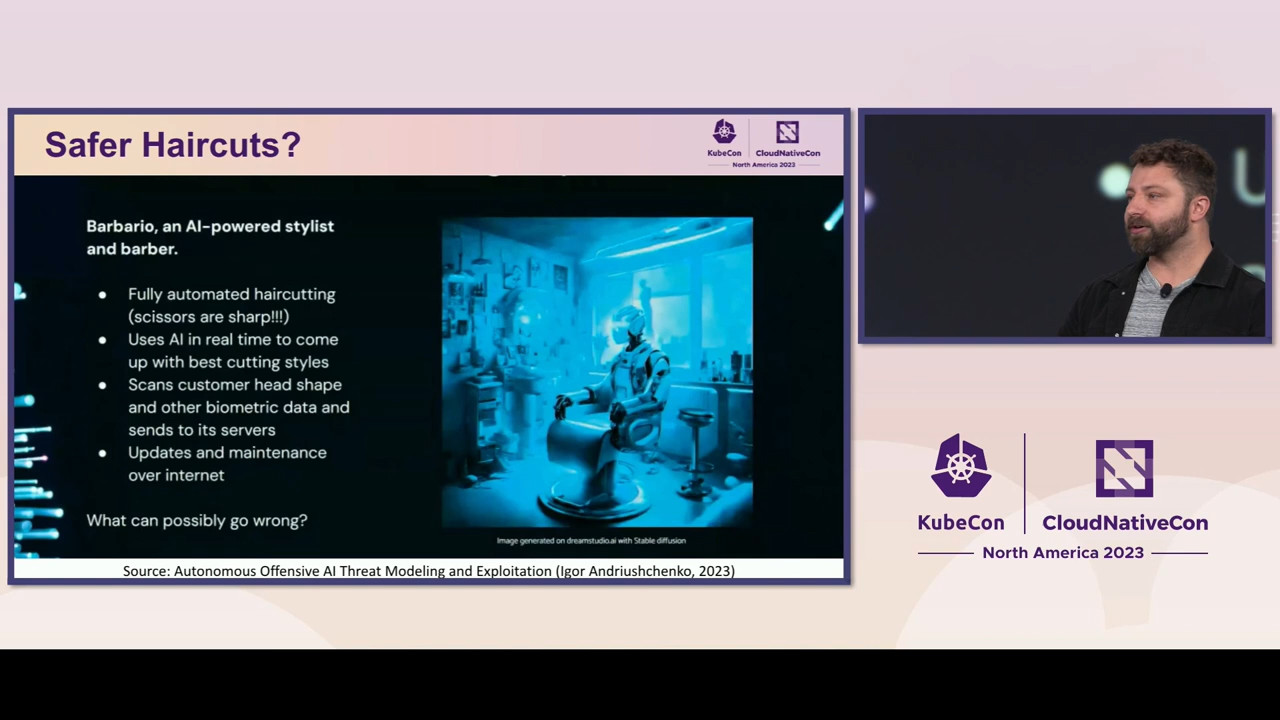 Safer Haircuts?
KubeCon
CloudNativeCon
North America 2023
Barbario, an AI-powered stylist
and barber.
● Fully automated haircutting
(scissors are sharp!!!)
● Uses AI in real time to come
up with best cutting styles
● Scans customer head shape
and other biometric data and
sends to its servers
● Updates and maintenance
over internet
What can possibly go wrong?
Image generated on dreamstudio.ai with Stable diffusion
Source: Autonomous Offensive AI Threat Modeling and Exploitation (Igor Andriushchenko, 2023)
KubeCon
CloudNativeCon
North America 2023